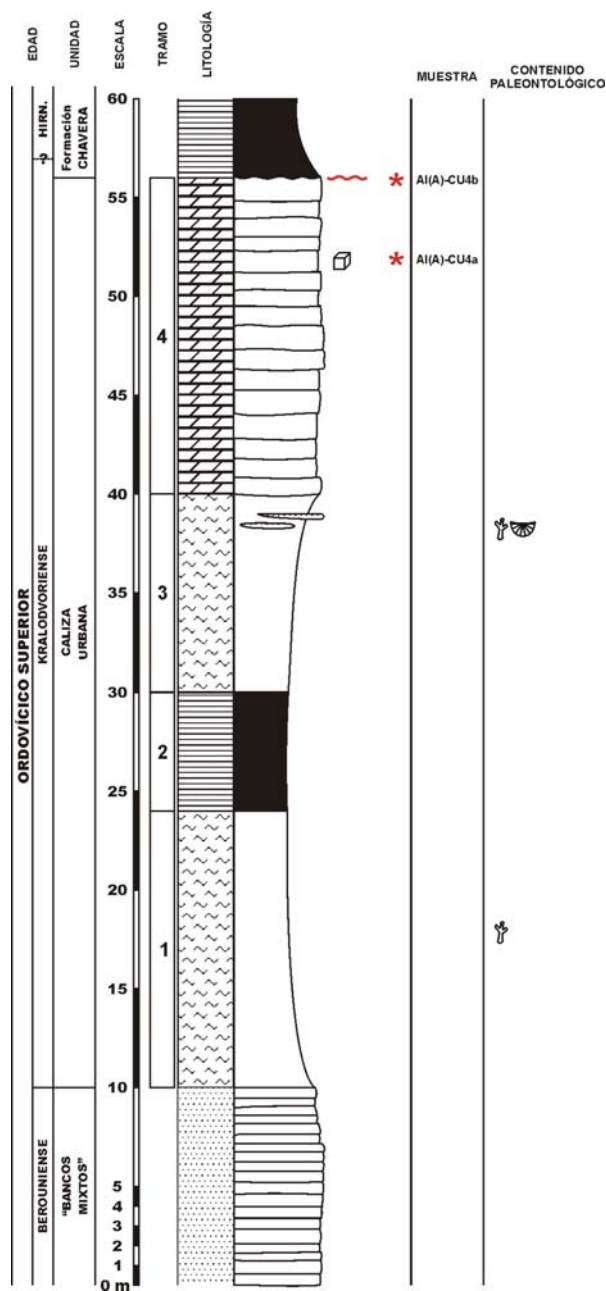 EDAD
UNIDAD
ESCALA
TRAMO
LITOLOGÍA
MUESTRA
CONTENIDO
PALEONTOLÓGICO
ORDOVÍCICO SUPERIOR
HIRN.
?
KRALODVORIENSE
BEROUNIENSE
Formación
CHAVERA
CALIZA
URBANA
"BANCOS
MIXTOS"
60
55
50
45
40
35
30
25
20
15
10
5
4
3
2
1
0 m
4
3
2
1
Al(A)-CU4b
Al(A)-CU4a